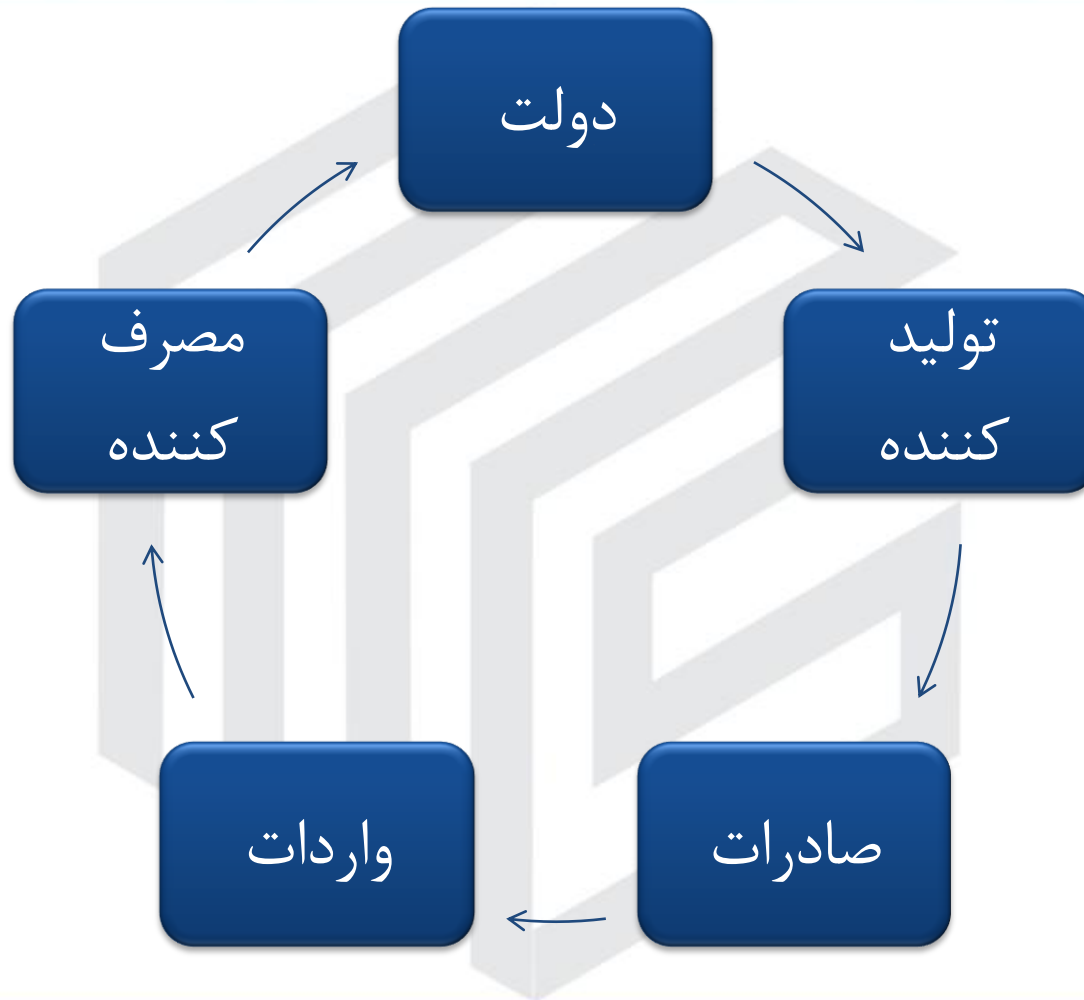 دولت
تولید
کننده
صادرات
واردات
مصرف
کننده